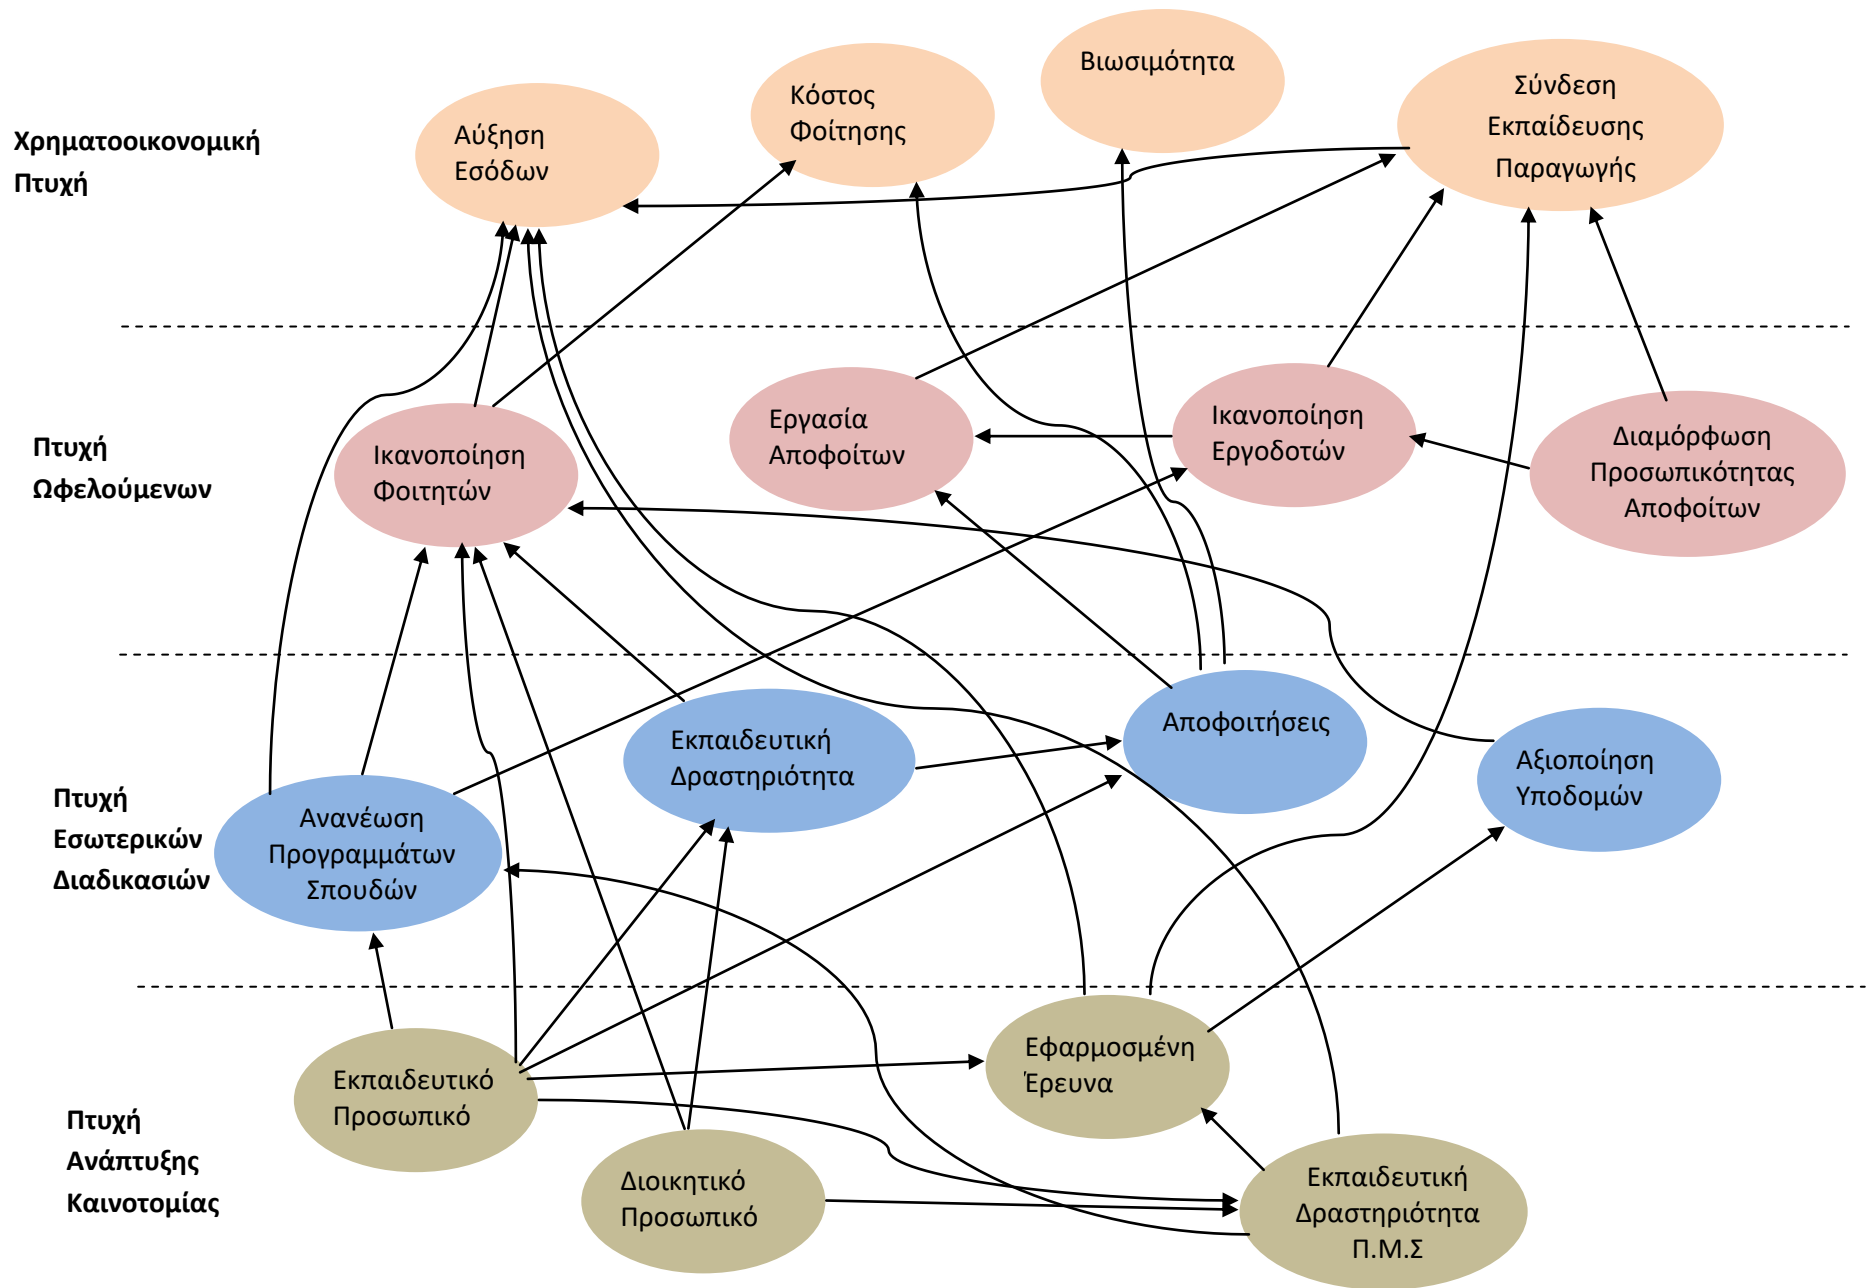 Χρηματοοικονομική
Πτυχή
Αύξηση
Εσόδων
Κόστος
Φοίτησης
Βιωσιμότητα
Σύνδεση
Εκπαίδευσης
Παραγωγής
Πτυχή
Ωφελούμενων
Ικανοποίηση
Φοιτητών
Εργασία
Αποφοίτων
Ικανοποίηση
Εργοδοτών
Διαμόρφωση
Προσωπικότητας
Αποφοίτων
Πτυχή
Εσωτερικών
Διαδικασιών
Ανανέωση
Προγραμμάτων
Σπουδών
Εκπαιδευτική
Δραστηριότητα
Αποφοιτήσεις
Αξιοποίηση
Υποδομών
Πτυχή
Ανάπτυξης
Καινοτομίας
Εκπαιδευτικό
Προσωπικό
Διοικητικό
Προσωπικό
Εφαρμοσμένη
Έρευνα
Εκπαιδευτική
Δραστηριότητα
Π.Μ.Σ